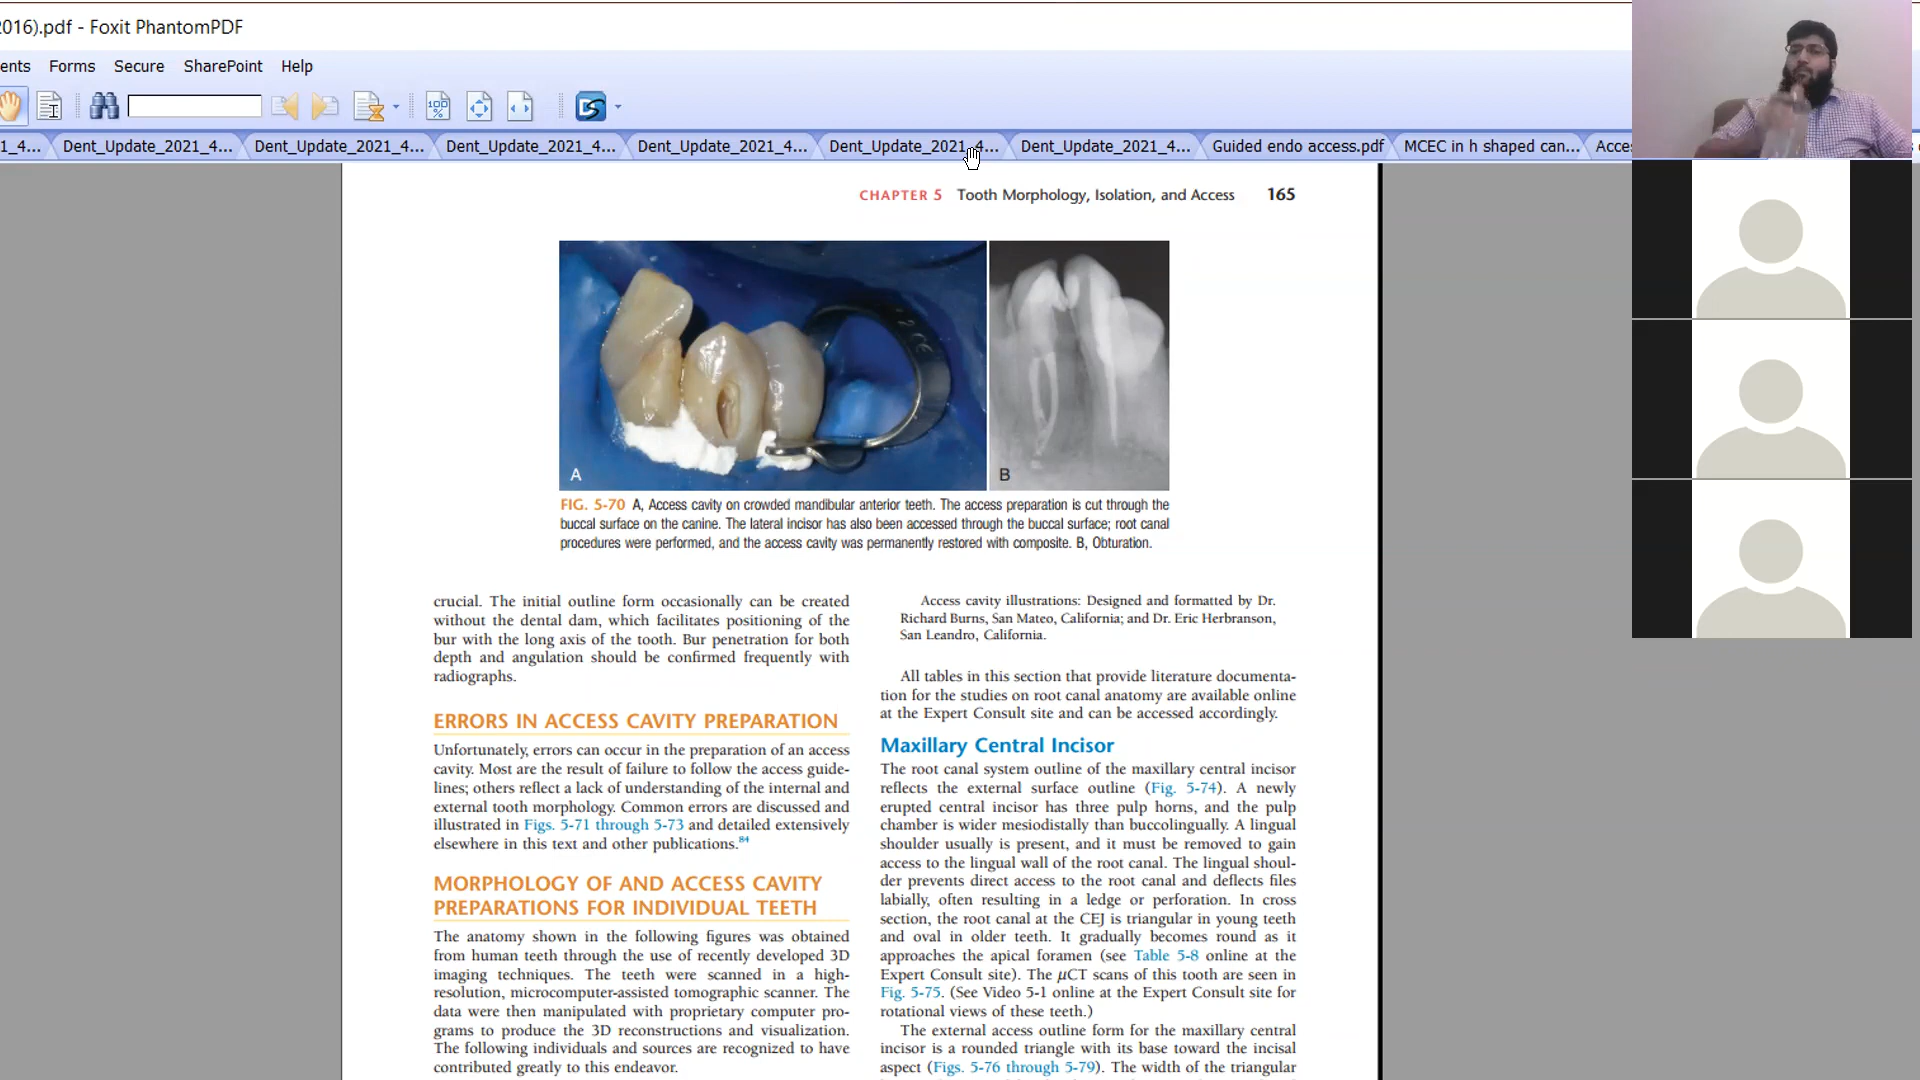 2016).pdf - Foxit PhantomPDF
ents Forms Secure SharePoint Help
1_4... Dent_Update_2021_4... Dent_Update_2021_4... Dent_Update_2021_4... Dent_Update_2021_4... Dent_Update_2021_4... Dent_Update_2021_4... Guided endo access.pdf MCEC in h shaped can... Acces
CHAPTER 5 Tooth Morphology, Isolation, and Access 165
A
B
FIG. 5-70 A, Access cavity on crowded mandibular anterior teeth. The access preparation is cut through the
buccal surface on the canine. The lateral incisor has also been accessed through the buccal surface; root canal
procedures were performed, and the access cavity was permanently restored with composite. B, Obturation.
crucial. The initial outline form occasionally can be created
without the dental dam, which facilitates positioning of the
bur with the long axis of the tooth. Bur penetration for both
depth and angulation should be confirmed frequently with
radiographs.
ERRORS IN ACCESS CAVITY PREPARATION
Unfortunately, errors can occur in the preparation of an access
cavity. Most are the result of failure to follow the access guide-
lines; others reflect a lack of understanding of the internal and
external tooth morphology. Common errors are discussed and
illustrated in Figs. 5-71 through 5-73 and detailed extensively
elsewhere in this text and other publications.84
MORPHOLOGY OF AND ACCESS CAVITY
PREPARATIONS FOR INDIVIDUAL TEETH
The anatomy shown in the following figures was obtained
from human teeth through the use of recently developed 3D
imaging techniques. The teeth were scanned in a high-
resolution, microcomputer-assisted tomographic scanner. The
data were then manipulated with proprietary computer pro-
grams to produce the 3D reconstructions and visualization.
The following individuals and sources are recognized to have
contributed greatly to this endeavor.
Access cavity illustrations: Designed and formatted by Dr.
Richard Burns, San Mateo, California; and Dr. Eric Herbranson,
San Leandro, California.
All tables in this section that provide literature documenta-
tion for the studies on root canal anatomy are available online
at the Expert Consult site and can be accessed accordingly.
Maxillary Central Incisor
The root canal system outline of the maxillary central incisor
reflects the external surface outline (Fig. 5-74). A newly
erupted central incisor has three pulp horns, and the pulp
chamber is wider mesiodistally than buccolingually. A lingual
shoulder usually is present, and it must be removed to gain
access to the lingual wall of the root canal. The lingual shoul-
der prevents direct access to the root canal and deflects files
labially, often resulting in a ledge or perforation. In cross
section, the root canal at the CEJ is triangular in young teeth
and oval in older teeth. It gradually becomes round as it
approaches the apical foramen (see Table 5-8 online at the
Expert Consult site). The μCT scans of this tooth are seen in
Fig. 5-75. (See Video 5-1 online at the Expert Consult site for
rotational views of these teeth.)
The external access outline form for the maxillary central
incisor is a rounded triangle with its base toward the incisal
aspect (Figs. 5-76 through 5-79). The width of the triangular